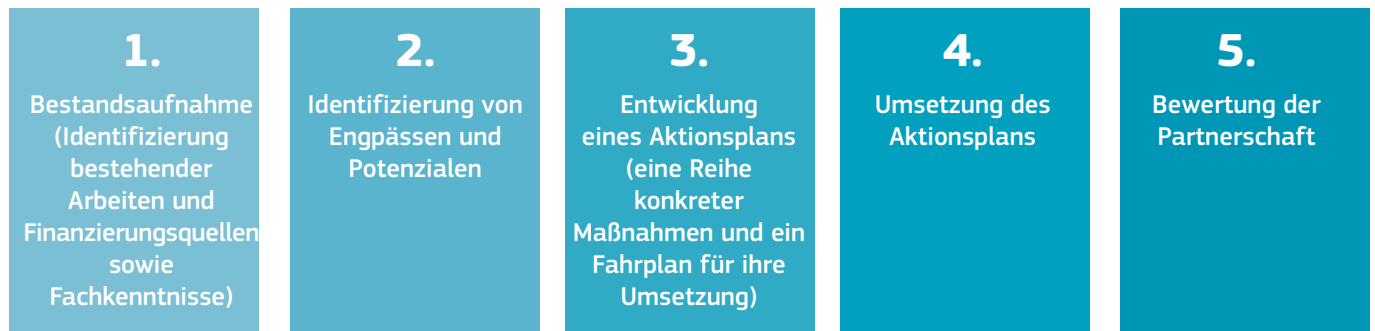 1.
Bestandsaufnahme
(Identifizierung
bestehender
Arbeiten und
Finanzierungsquellen
sowie
Fachkenntnisse)
2.
Identifizierung von
Engpässen und
Potenzialen
3.
Entwicklung
eines Aktionsplans
(eine Reihe
konkreter
Maßnahmen und ein
Fahrplan für ihre
Umsetzung)
4.
Umsetzung des
Aktionsplans
5.
Bewertung der
Partnerschaft